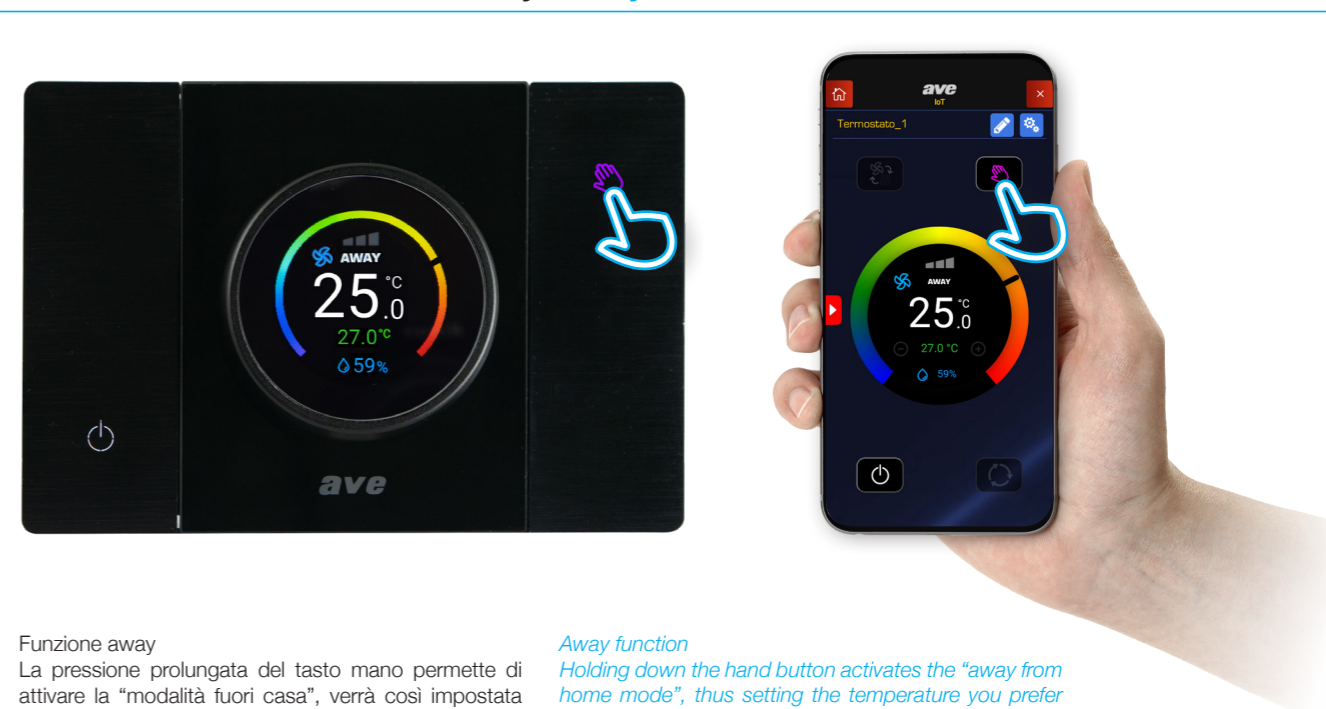 AWAY
25.0 °C
27.0°C
59%
ave
ave
IoT
×
Termostato_1
AWAY
25.0 °C
27.0 °C
59%
Funzione away
La pressione prolungata del tasto mano permette di
attivare la “modalità fuori casa”, verrà così impostata
Away function
Holding down the hand button activates the “away from
home mode”, thus setting the temperature you prefer